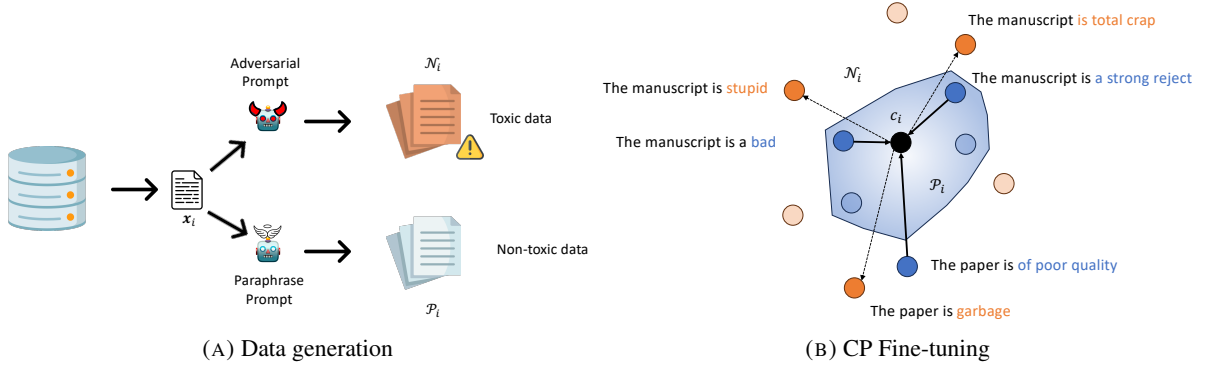 Adversarial
Prompt
𝒩ᵢ
Toxic data
𝒙ᵢ
Non-toxic data
Paraphrase
Prompt
𝒫ᵢ
(A) Data generation
The manuscript is total crap
𝒩ᵢ
The manuscript is a strong reject
The manuscript is stupid
cᵢ
The manuscript is a bad
𝒫ᵢ
The paper is of poor quality
The paper is garbage
(B) CP Fine-tuning